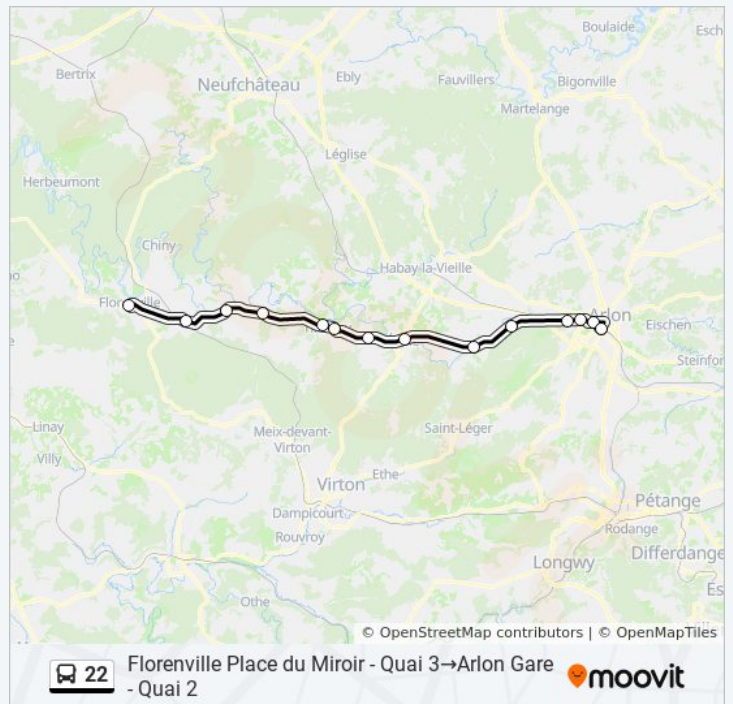 Boulaide
Esch
Bertrix
Ebly
Fauvillers
Bigonville
Neufchâteau
Martelange
Léglise
Herbeumont
Chiny
Habay-la-Vieille
Arlon
Eischen
Steinfor
Linay
Meix-devant-
Virton
Saint-Léger
Villy
Ethe
Virton
Pétange
Dampicourt
Rodange
Rouvroy
Differdange
Longwy
Es
Othe
© OpenStreetMap contributors | © OpenMapTiles
22 Florenville Place du Miroir - Quai 3→Arlon Gare
- Quai 2
moovit